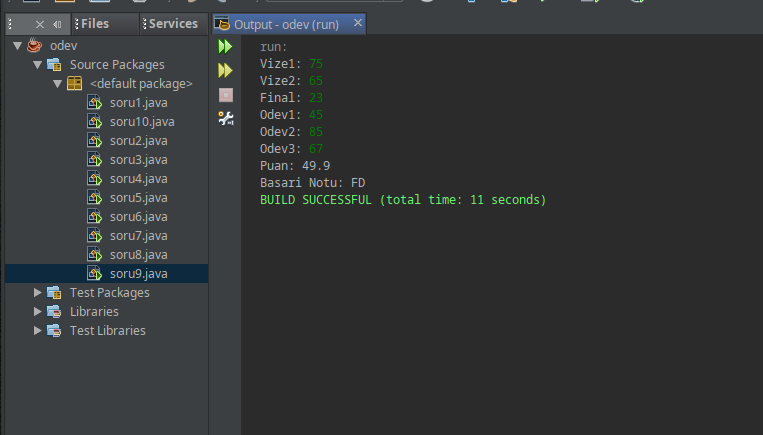 Files
Services
odev
Source Packages
<default package>
soru1.java
soru10.java
soru2.java
soru3.java
soru4.java
soru5.java
soru6.java
soru7.java
soru8.java
soru9.java
Test Packages
Libraries
Test Libraries
Output - odev (run)
run:
Vize1: 75
Vize2: 65
Final: 23
Odev1: 45
Odev2: 85
Odev3: 67
Puan: 49.9
Basari Notu: FD
BUILD SUCCESSFUL (total time: 11 seconds)